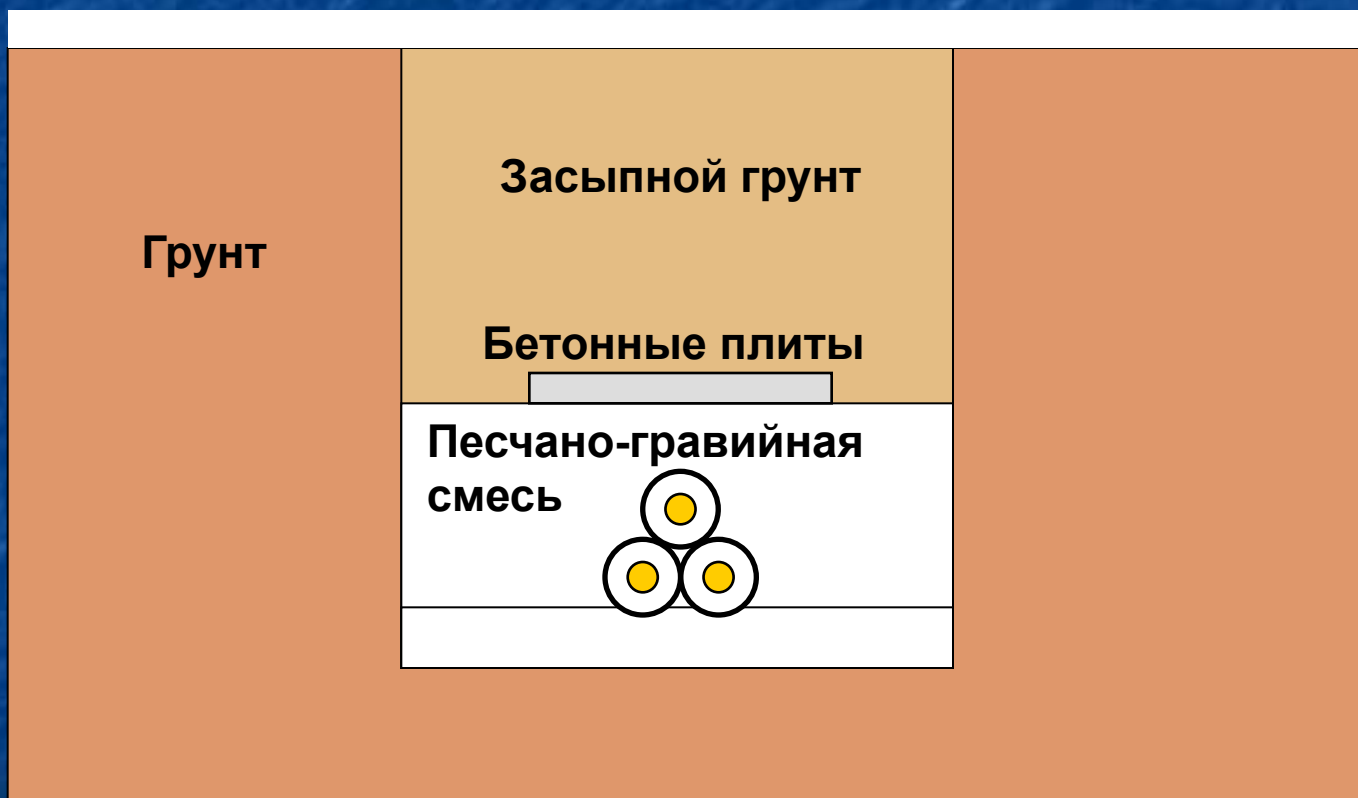 Засыпной грунт
Грунт
Бетонные плиты
Песчано-гравийная
смесь